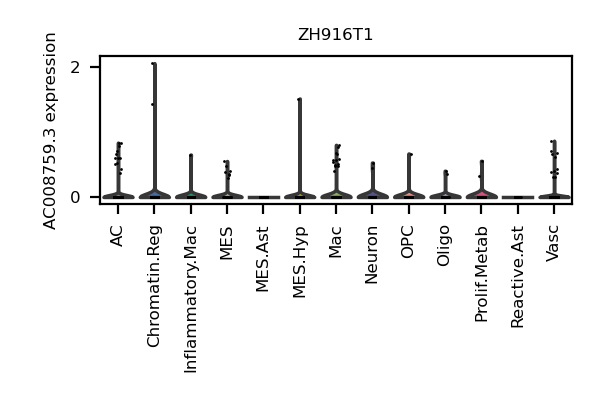 ZH916T1
AC008759.3 expression
2
0
AC
Chromatin.Reg
Inflammatory.Mac
MES
MES.Ast
MES.Hyp
Mac
Neuron
OPC
Oligo
Prolif.Metab
Reactive.Ast
Vasc